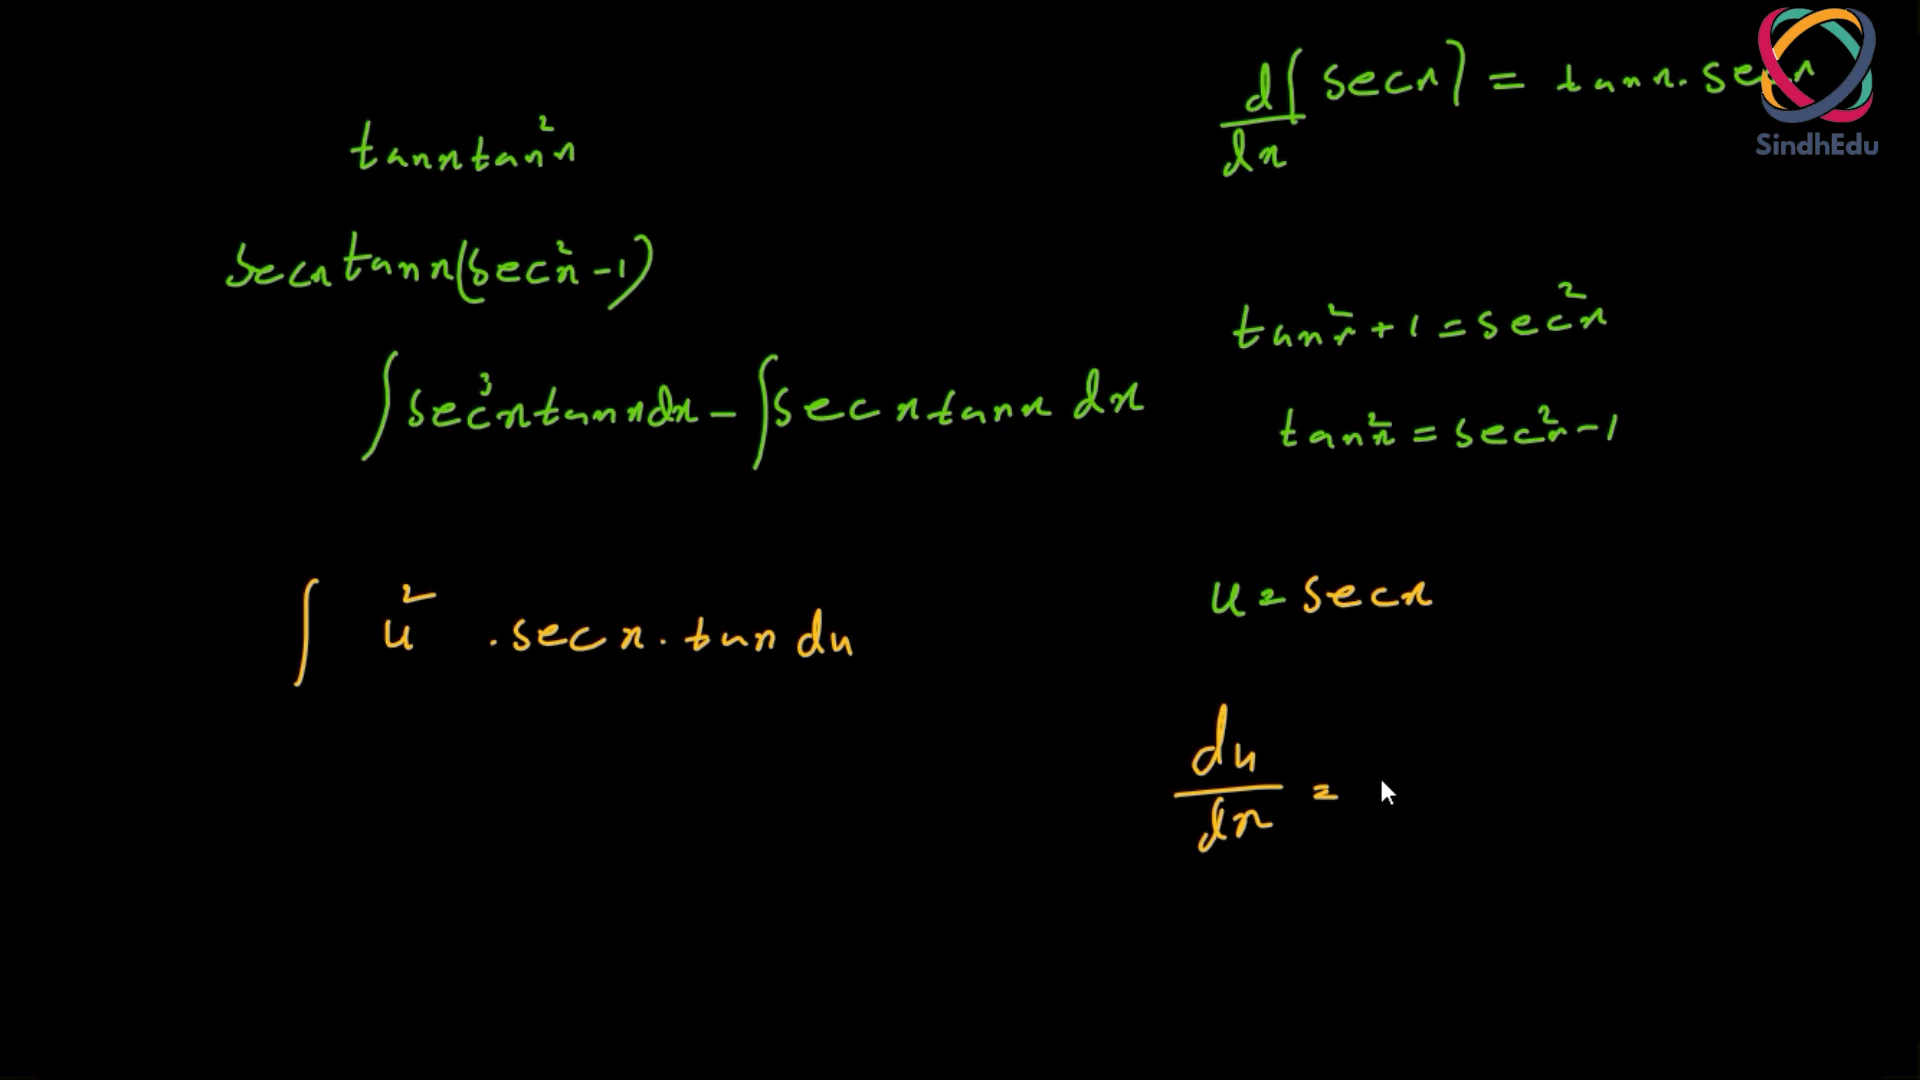 d/dx [secx] = tanx. secx
SindhEdu
tanxtan²x
secxtanx(sec²x-1)
tan²x+1=sec²x
∫sec³xtanxdx - ∫secxtanx dx
tan²x = sec²x-1
∫ u² .secx.tan du
u = secx
du/dx =